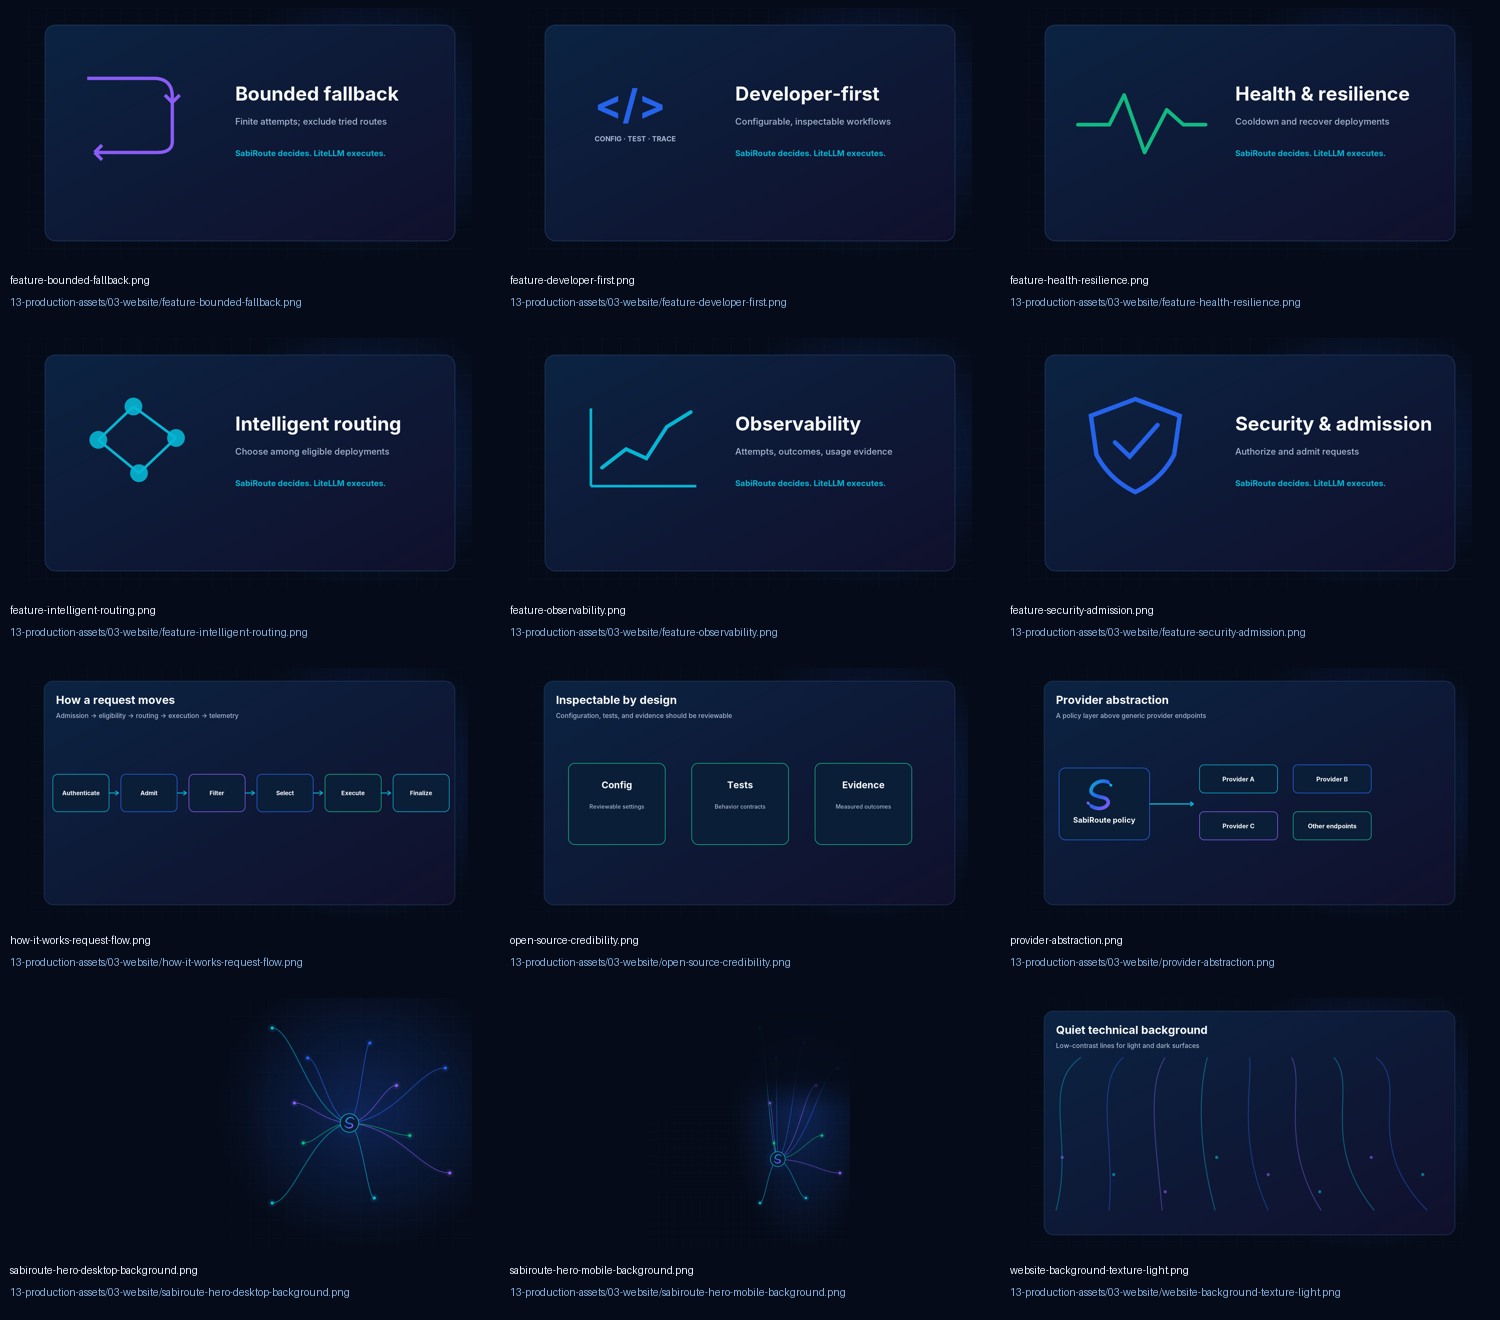 Bounded fallback
Finite attempts; exclude tried routes
SabiRoute decides. LiteLLM executes.
feature-bounded-fallback.png
13-production-assets/03-website/feature-bounded-fallback.png
</>
CONFIG · TEST · TRACE
Developer-first
Configurable, inspectable workflows
SabiRoute decides. LiteLLM executes.
feature-developer-first.png
13-production-assets/03-website/feature-developer-first.png
Health & resilience
Cooldown and recover deployments
SabiRoute decides. LiteLLM executes.
feature-health-resilience.png
13-production-assets/03-website/feature-health-resilience.png
Intelligent routing
Choose among eligible deployments
SabiRoute decides. LiteLLM executes.
feature-intelligent-routing.png
13-production-assets/03-website/feature-intelligent-routing.png
Observability
Attempts, outcomes, usage evidence
SabiRoute decides. LiteLLM executes.
feature-observability.png
13-production-assets/03-website/feature-observability.png
Security & admission
Authorize and admit requests
SabiRoute decides. LiteLLM executes.
feature-security-admission.png
13-production-assets/03-website/feature-security-admission.png
How a request moves
Admission → eligibility → routing → execution → telemetry
Authenticate
Admit
Filter
Select
Execute
Finalize
how-it-works-request-flow.png
13-production-assets/03-website/how-it-works-request-flow.png
Inspectable by design
Configuration, tests, and evidence should be reviewable
Config
Reviewable settings
Tests
Behavior contracts
Evidence
Measured outcomes
open-source-credibility.png
13-production-assets/03-website/open-source-credibility.png
Provider abstraction
A policy layer above generic provider endpoints
S
SabiRoute policy
Provider A
Provider B
Provider C
Other endpoints
provider-abstraction.png
13-production-assets/03-website/provider-abstraction.png
S
sabiroute-hero-desktop-background.png
13-production-assets/03-website/sabiroute-hero-desktop-background.png
S
sabiroute-hero-mobile-background.png
13-production-assets/03-website/sabiroute-hero-mobile-background.png
Quiet technical background
Low-contrast lines for light and dark surfaces
website-background-texture-light.png
13-production-assets/03-website/website-background-texture-light.png